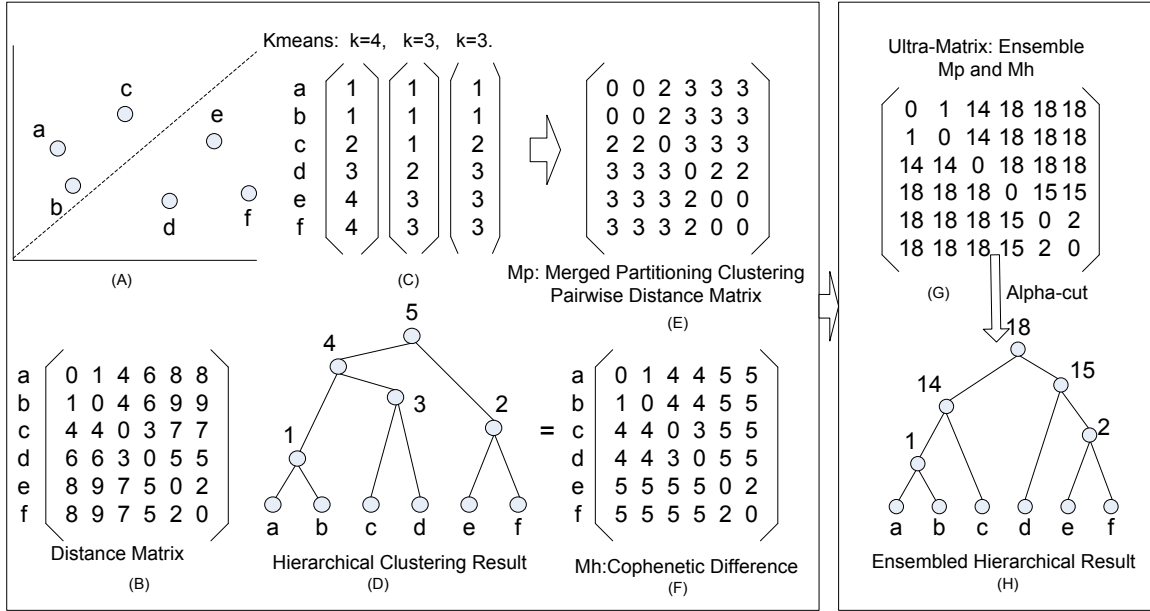 Kmeans: k=4, k=3, k=3.
c
a
b
e
d
f
(A)
a 1 1 1
b 1 1 1
c 2 1 2
d 3 2 3
e 4 3 3
f 4 3 3
(C)
0 0 2 3 3 3
0 0 2 3 3 3
2 2 0 3 3 3
3 3 3 0 2 2
3 3 3 2 0 0
3 3 3 2 0 0
Mp: Merged Partitioning Clustering
Pairwise Distance Matrix
(E)
a 0 1 4 6 8 8
b 1 0 4 6 9 9
c 4 4 0 3 7 7
d 6 6 3 0 5 5
e 8 9 7 5 0 2
f 8 9 7 5 2 0
Distance Matrix
(B)
5
4
3
2
1
a b c d e f
Hierarchical Clustering Result
(D)
=
a 0 1 4 4 5 5
b 1 0 4 4 5 5
c 4 4 0 3 5 5
d 4 4 3 0 5 5
e 5 5 5 5 0 2
f 5 5 5 5 2 0
Mh:Cophenetic Difference
(F)
Ultra-Matrix: Ensemble
Mp and Mh
0 1 14 18 18 18
1 0 14 18 18 18
14 14 0 18 18 18
18 18 18 0 15 15
18 18 18 15 0 2
18 18 18 15 2 0
(G)
Alpha-cut
18
15
14
2
1
a b c d e f
Ensembled Hierarchical Result
(H)